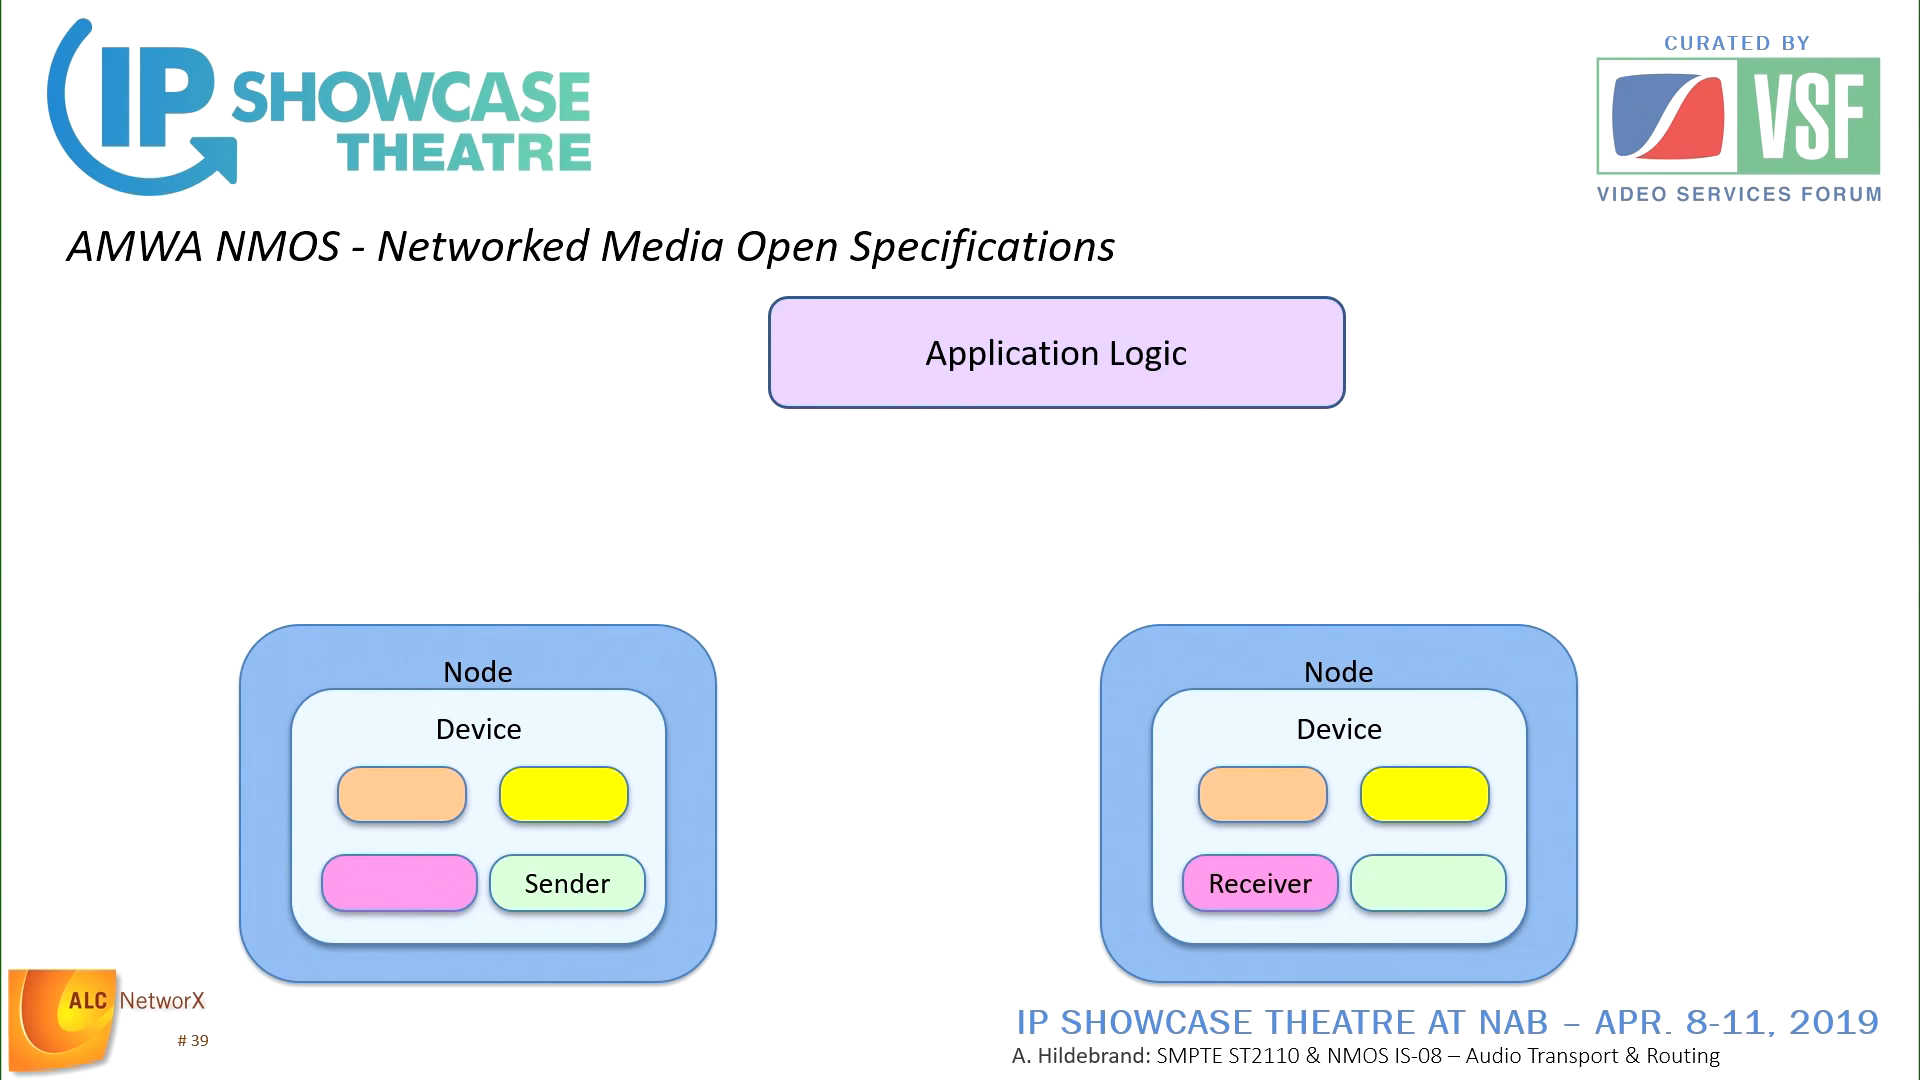 IP SHOWCASE
THEATRE
CURATED BY
VSF
VIDEO SERVICES FORUM
AMWA NMOS - Networked Media Open Specifications
Application Logic
Node
Device
Sender
Node
Device
Receiver
ALC NetworX
# 39
IP SHOWCASE THEATRE AT NAB – APR. 8-11, 2019
A. Hildebrand: SMPTE ST2110 & NMOS IS-08 – Audio Transport & Routing